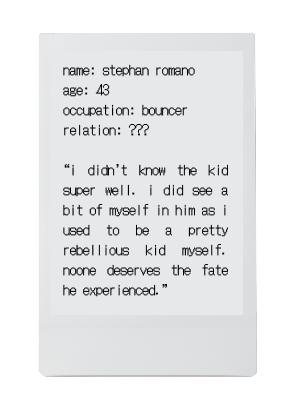 name: stephan romano
age: 43
occupation: bouncer
relation: ???
“i didn't know the kid
super well. i did see a
bit of myself in him as i
used to be a pretty
rebellious kid myself.
noone deserves the fate
he experienced.”